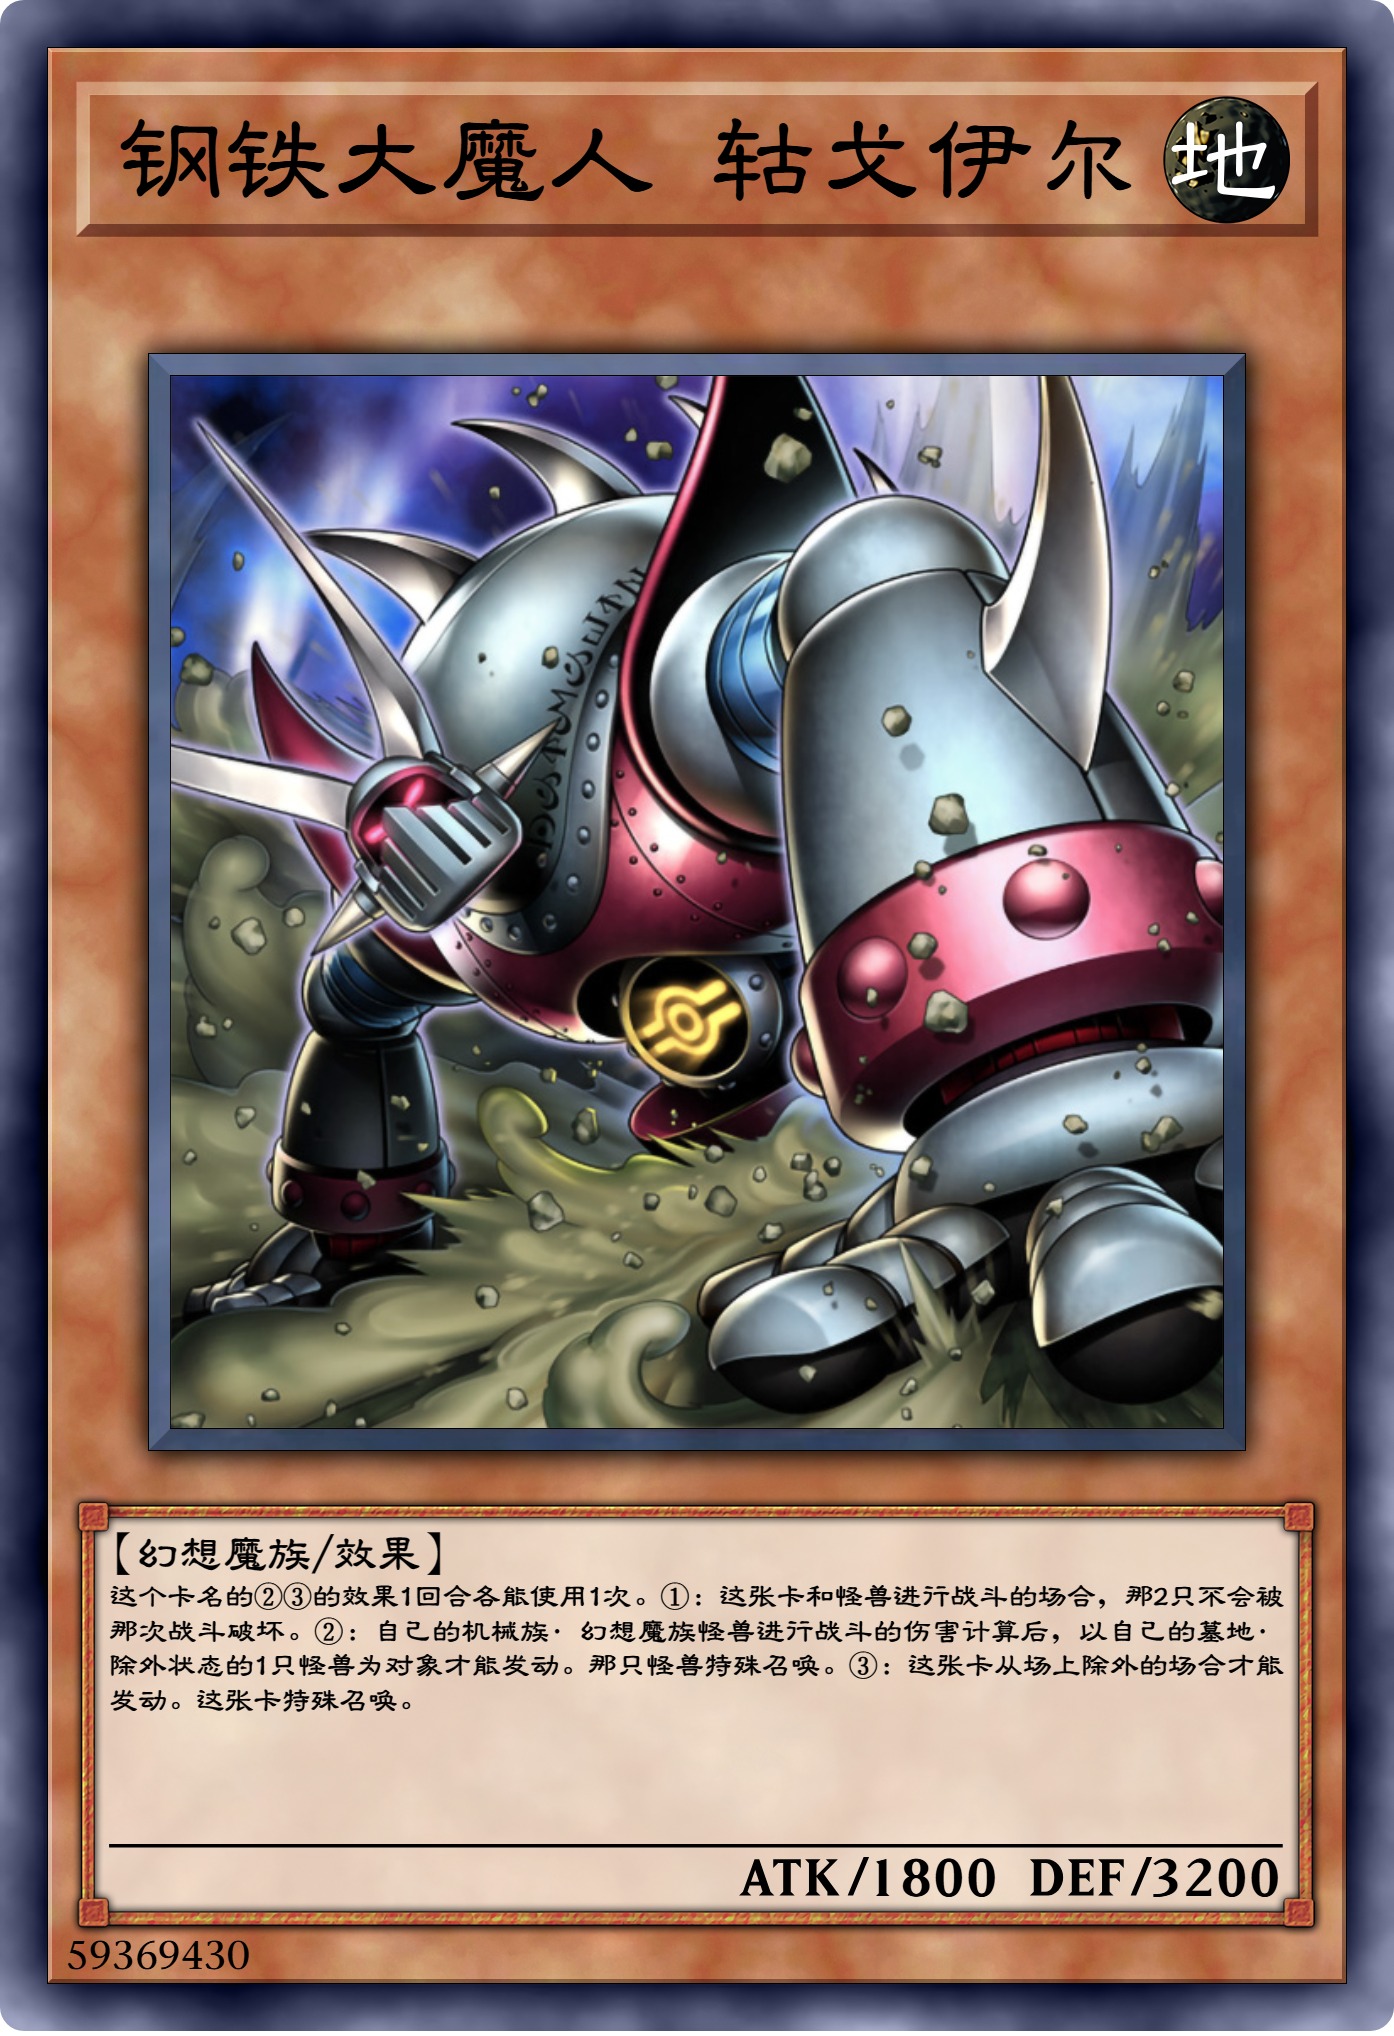 钢铁大魔人 轱戈伊尔 地
【幻想魔族/效果】
这个卡名的②③的效果1回合各能使用1次。①：这张卡和怪兽进行战斗的场合，那2只不会被
那次战斗破坏。②：自己的机械族·幻想魔族怪兽进行战斗的伤害计算后，以自己的墓地·
除外状态的1只怪兽为对象才能发动。那只怪兽特殊召唤。③：这张卡从场上除外的场合才能
发动。这张卡特殊召唤。
ATK/1800 DEF/3200
59369430